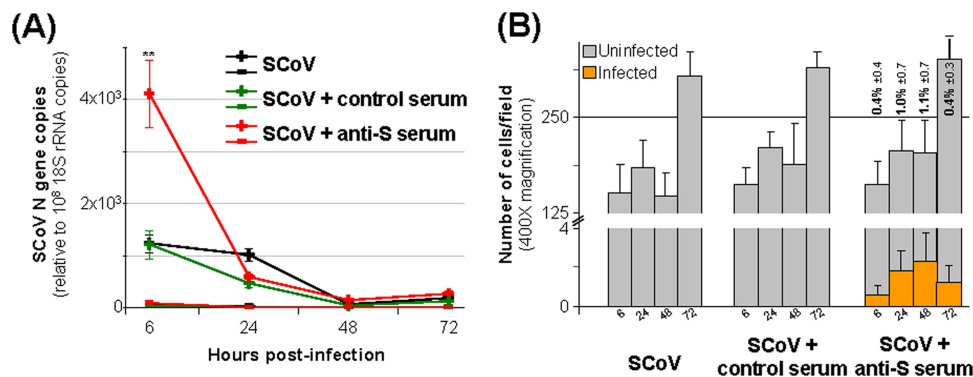 (A)
SCoV N gene copies
(relative to 10⁸ 18S rRNA copies)
4x10³
2x10³
0
**
SCoV
SCoV + control serum
SCoV + anti-S serum
6 24 48 72
Hours post-infection
(B)
Number of cells/field
(400X magnification)
250
125
4
0
Uninfected
Infected
0.4% ±0.4
1.0% ±0.7
1.1% ±0.7
0.4% ±0.3
6 24 48 72
6 24 48 72
6 24 48 72
SCoV
SCoV +
control serum
SCoV +
anti-S serum